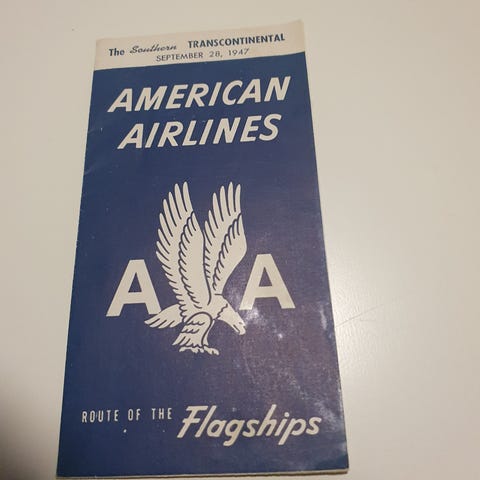 The Southern TRANSCONTINENTAL
SEPTEMBER 28, 1947
AMERICAN
AIRLINES
A A
ROUTE OF THE Flagships